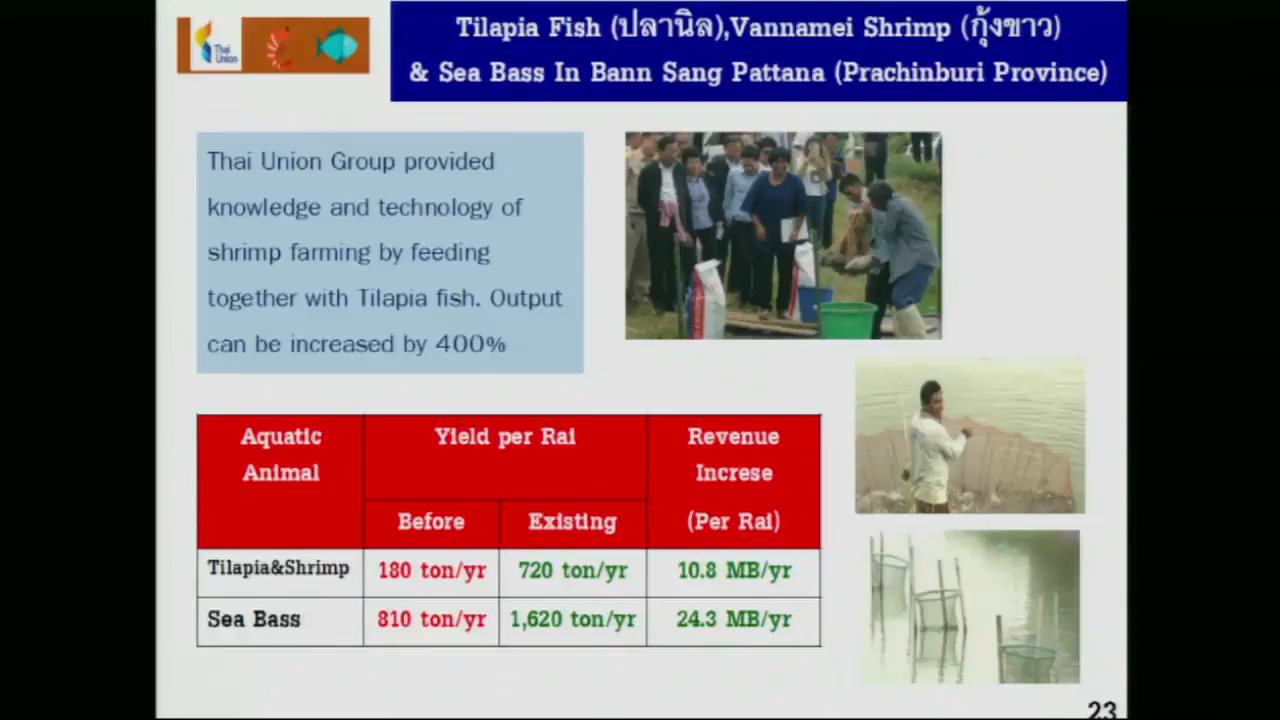 Thai
Union
Tilapia Fish (ปลานิล),Vannamei Shrimp (กุ้งขาว)
& Sea Bass In Bann Sang Pattana (Prachinburi Province)
Thai Union Group provided
knowledge and technology of
shrimp farming by feeding
together with Tilapia fish. Output
can be increased by 400%
Aquatic
Animal
Yield per Rai
Revenue
Increse
(Per Rai)
Before
Existing
Tilapia&Shrimp
180 ton/yr
720 ton/yr
10.8 MB/yr
Sea Bass
810 ton/yr
1,620 ton/yr
24.3 MB/yr
23